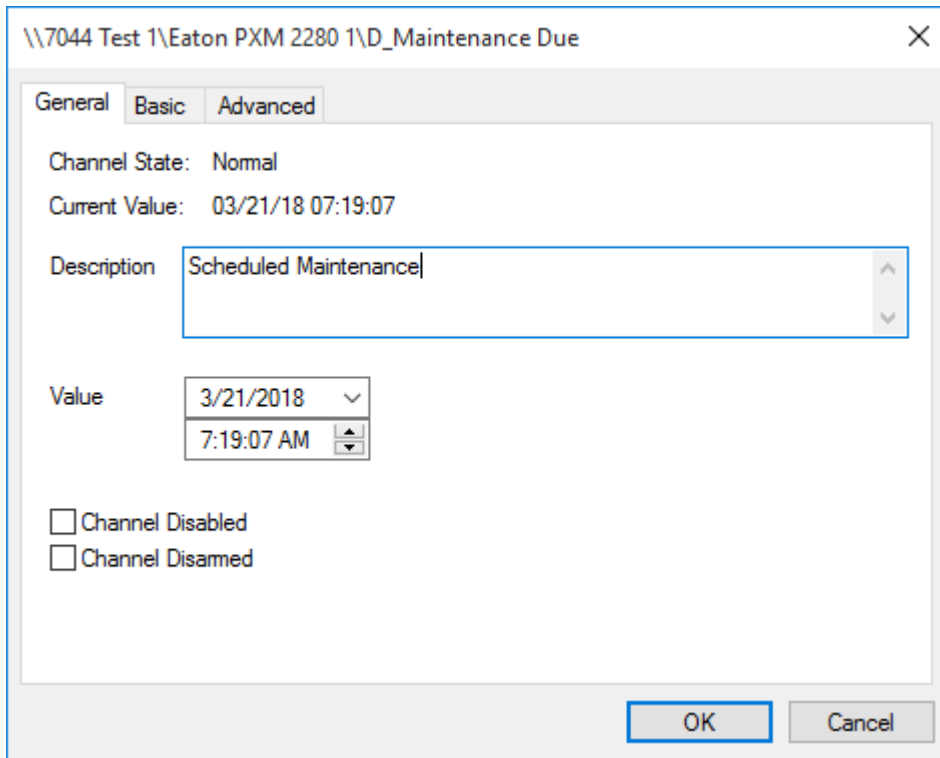 \\7044 Test 1\Eaton PXM 2280 1\D_Maintenance Due
General Basic Advanced
Channel State: Normal
Current Value: 03/21/18 07:19:07
Description Scheduled Maintenance
Value 3/21/2018
7:19:07 AM
Channel Disabled
Channel Disarmed
OK Cancel